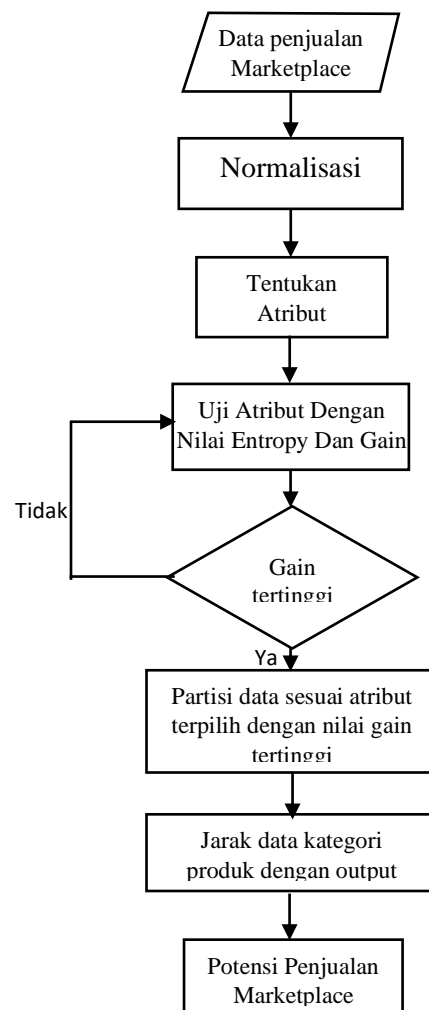 Data penjualan
Marketplace
Normalisasi
Tentukan
Atribut
Uji Atribut Dengan
Nilai Entropy Dan Gain
Tidak
Gain
tertinggi
Ya
Partisi data sesuai atribut
terpilih dengan nilai gain
tertinggi
Jarak data kategori
produk dengan output
Potensi Penjualan
Marketplace